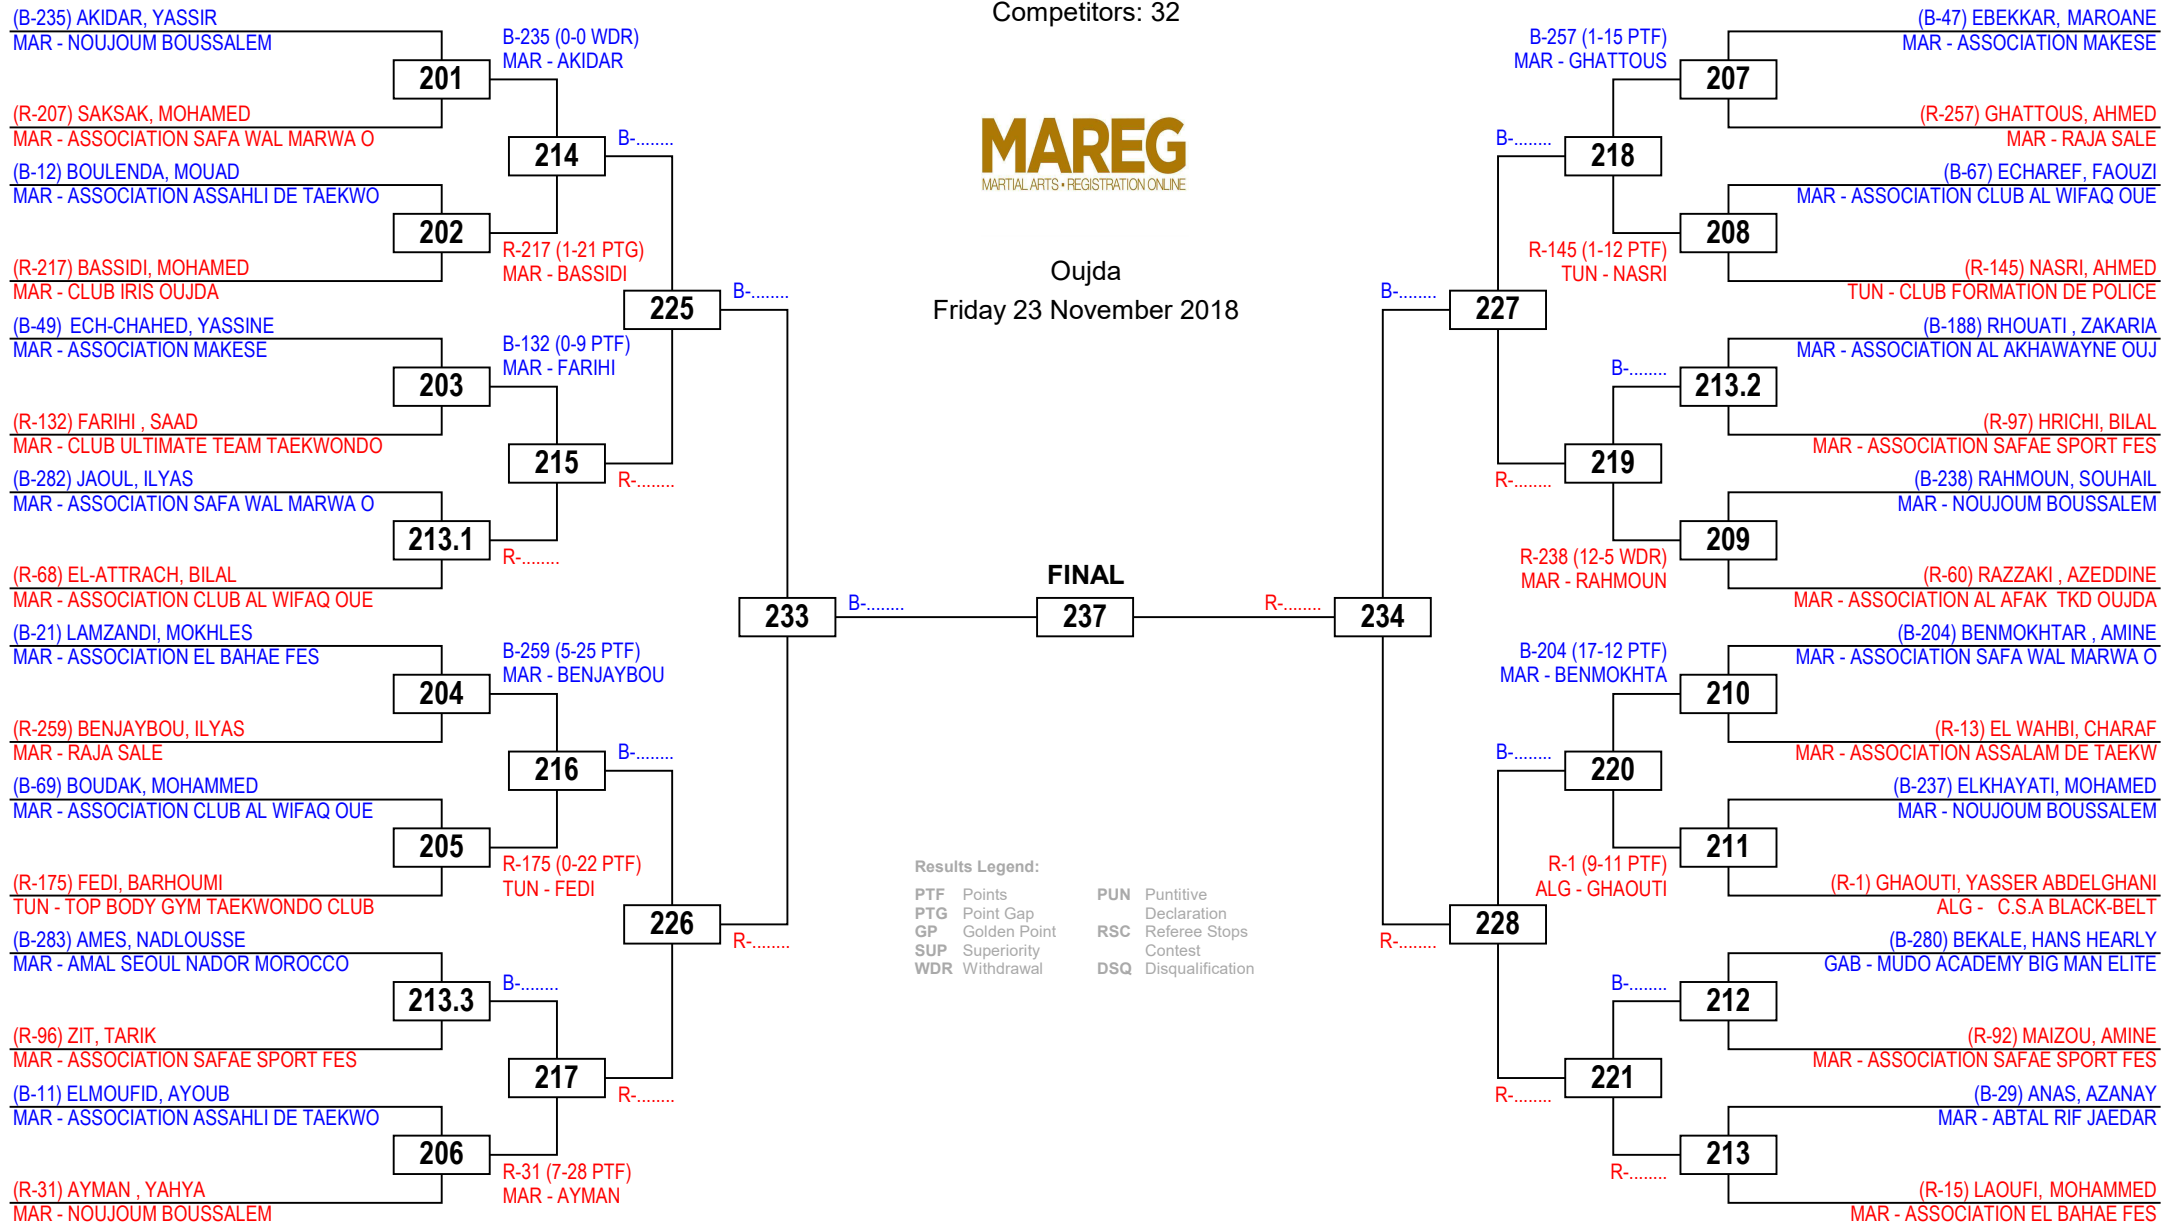 Competitors: 32
MAREG
MARTIAL ARTS • REGISTRATION ONLINE
Oujda
Friday 23 November 2018
(B-235) AKIDAR, YASSIR
MAR - NOUJOUM BOUSSALEM
201
(R-207) SAKSAK, MOHAMED
MAR - ASSOCIATION SAFA WAL MARWA O
B-235 (0-0 WDR)
MAR - AKIDAR
(B-12) BOULENDA, MOUAD
MAR - ASSOCIATION ASSAHLI DE TAEKWO
202
(R-217) BASSIDI, MOHAMED
MAR - CLUB IRIS OUJDA
R-217 (1-21 PTG)
MAR - BASSIDI
214
B-........
(B-49) ECH-CHAHED, YASSINE
MAR - ASSOCIATION MAKESE
203
(R-132) FARIHI , SAAD
MAR - CLUB ULTIMATE TEAM TAEKWONDO
B-132 (0-9 PTF)
MAR - FARIHI
(B-282) JAOUL, ILYAS
MAR - ASSOCIATION SAFA WAL MARWA O
213.1
(R-68) EL-ATTRACH, BILAL
MAR - ASSOCIATION CLUB AL WIFAQ OUE
R-........
215
R-........
225
B-........
(B-21) LAMZANDI, MOKHLES
MAR - ASSOCIATION EL BAHAE FES
204
(R-259) BENJAYBOU, ILYAS
MAR - RAJA SALE
B-259 (5-25 PTF)
MAR - BENJAYBOU
(B-69) BOUDAK, MOHAMMED
MAR - ASSOCIATION CLUB AL WIFAQ OUE
205
(R-175) FEDI, BARHOUMI
TUN - TOP BODY GYM TAEKWONDO CLUB
R-175 (0-22 PTF)
TUN - FEDI
216
B-........
(B-283) AMES, NADLOUSSE
MAR - AMAL SEOUL NADOR MOROCCO
213.3
(R-96) ZIT, TARIK
MAR - ASSOCIATION SAFAE SPORT FES
B-........
(B-11) ELMOUFID, AYOUB
MAR - ASSOCIATION ASSAHLI DE TAEKWO
206
(R-31) AYMAN , YAHYA
MAR - NOUJOUM BOUSSALEM
R-31 (7-28 PTF)
MAR - AYMAN
217
R-........
226
R-........
233
B-........
FINAL
237
R-........
234
(B-47) EBEKKAR, MAROANE
MAR - ASSOCIATION MAKESE
207
(R-257) GHATTOUS, AHMED
MAR - RAJA SALE
B-257 (1-15 PTF)
MAR - GHATTOUS
(B-67) ECHAREF, FAOUZI
MAR - ASSOCIATION CLUB AL WIFAQ OUE
208
(R-145) NASRI, AHMED
TUN - CLUB FORMATION DE POLICE
R-145 (1-12 PTF)
TUN - NASRI
218
B-........
(B-188) RHOUATI , ZAKARIA
MAR - ASSOCIATION AL AKHAWAYNE OUJ
213.2
(R-97) HRICHI, BILAL
MAR - ASSOCIATION SAFAE SPORT FES
B-........
(B-238) RAHMOUN, SOUHAIL
MAR - NOUJOUM BOUSSALEM
209
(R-60) RAZZAKI , AZEDDINE
MAR - ASSOCIATION AL AFAK TKD OUJDA
R-238 (12-5 WDR)
MAR - RAHMOUN
219
R-........
227
B-........
(B-204) BENMOKHTAR , AMINE
MAR - ASSOCIATION SAFA WAL MARWA O
210
(R-13) EL WAHBI, CHARAF
MAR - ASSOCIATION ASSALAM DE TAEKW
B-204 (17-12 PTF)
MAR - BENMOKHTA
(B-237) ELKHAYATI, MOHAMED
MAR - NOUJOUM BOUSSALEM
211
(R-1) GHAOUTI, YASSER ABDELGHANI
ALG - C.S.A BLACK-BELT
R-1 (9-11 PTF)
ALG - GHAOUTI
220
B-........
(B-280) BEKALE, HANS HEARLY
GAB - MUDO ACADEMY BIG MAN ELITE
212
(R-92) MAIZOU, AMINE
MAR - ASSOCIATION SAFAE SPORT FES
B-........
(B-29) ANAS, AZANAY
MAR - ABTAL RIF JAEDAR
213
(R-15) LAOUFI, MOHAMMED
MAR - ASSOCIATION EL BAHAE FES
R-........
221
R-........
228
R-........
Results Legend:
PTF Points
PTG Point Gap
GP Golden Point
SUP Superiority
WDR Withdrawal
PUN Puntitive
Declaration
RSC Referee Stops
Contest
DSQ Disqualification